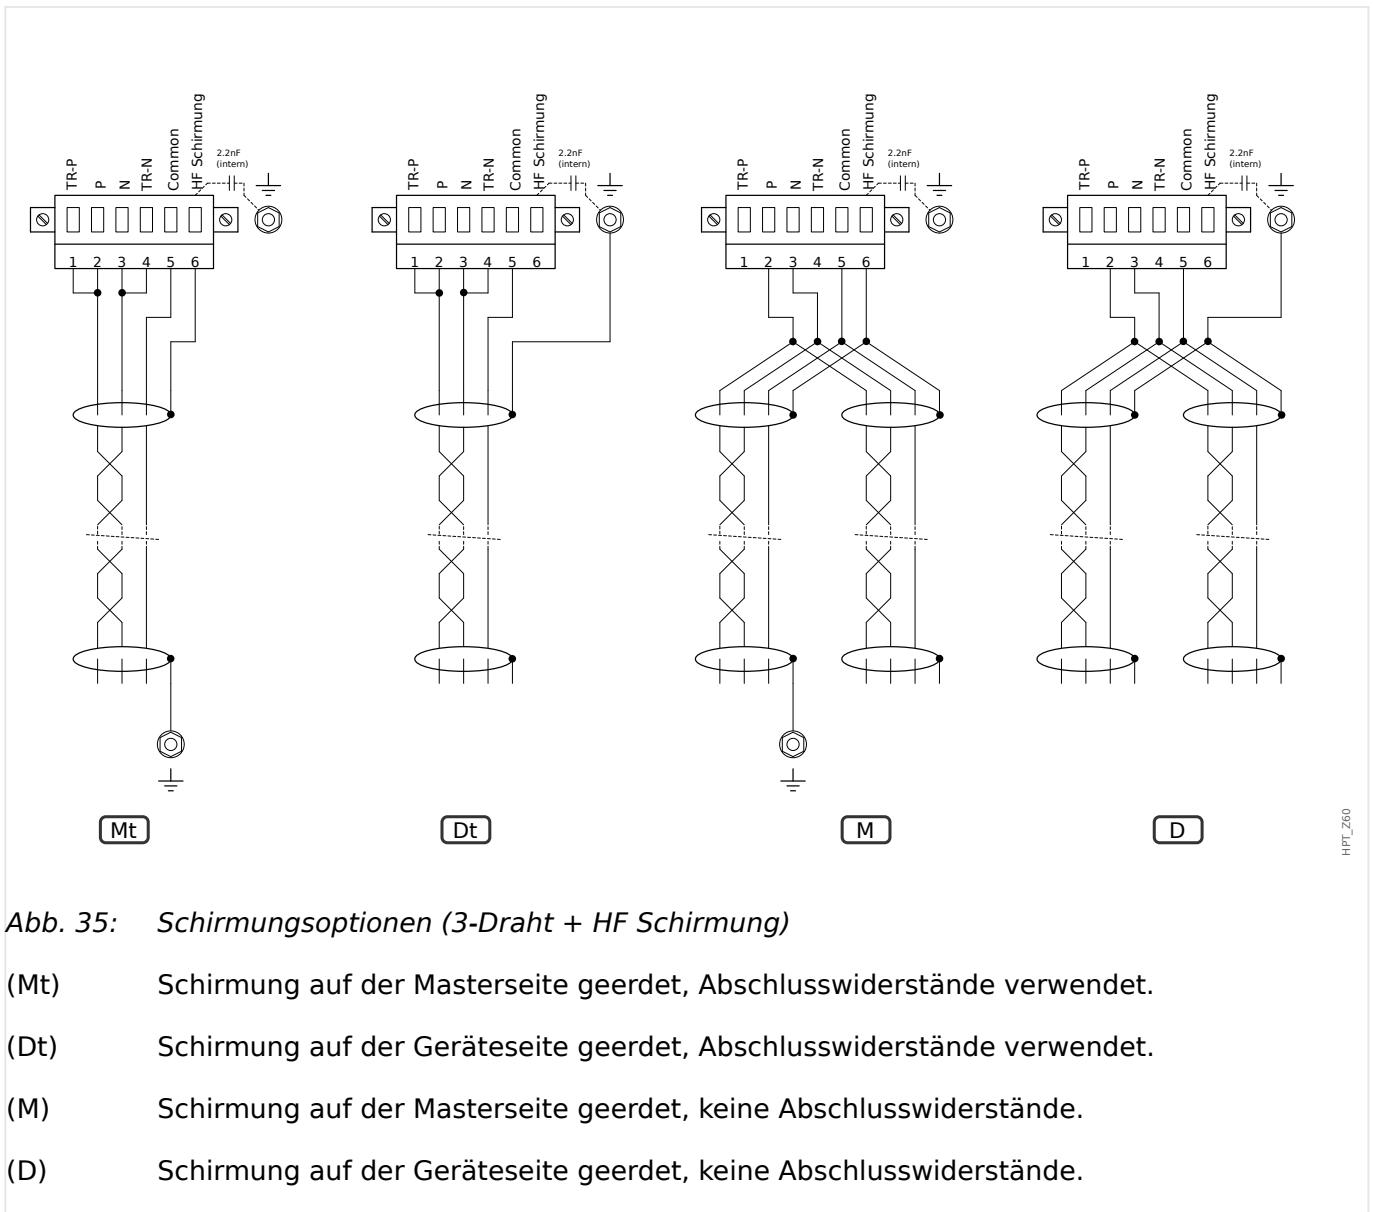 TR-P P N TR-N Common HF Schirmung 2.2nF
(intern)
1 2 3 4 5 6
TR-P P N TR-N Common HF Schirmung 2.2nF
(intern)
1 2 3 4 5 6
TR-P P N TR-N Common HF Schirmung 2.2nF
(intern)
1 2 3 4 5 6
TR-P P N TR-N Common HF Schirmung 2.2nF
(intern)
1 2 3 4 5 6
Mt Dt M D
HPT_Z60
Abb. 35: Schirmungsoptionen (3-Draht + HF Schirmung)
(Mt) Schirmung auf der Masterseite geerdet, Abschlusswiderstände verwendet.
(Dt) Schirmung auf der Geräteseite geerdet, Abschlusswiderstände verwendet.
(M) Schirmung auf der Masterseite geerdet, keine Abschlusswiderstände.
(D) Schirmung auf der Geräteseite geerdet, keine Abschlusswiderstände.